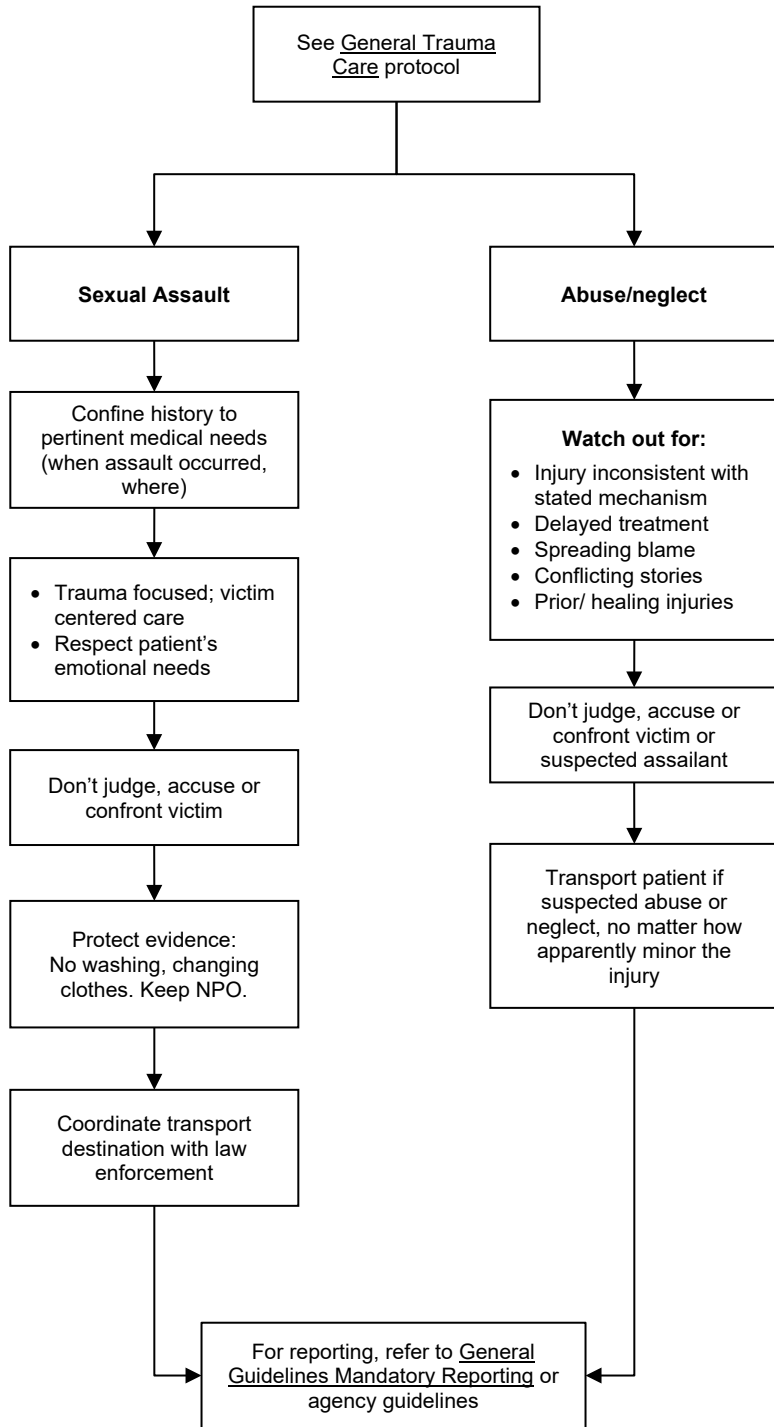 See General Trauma
Care protocol
Sexual Assault
Confine history to
pertinent medical needs
(when assault occurred,
where)
• Trauma focused; victim
centered care
• Respect patient’s
emotional needs
Don’t judge, accuse or
confront victim
Protect evidence:
No washing, changing
clothes. Keep NPO.
Coordinate transport
destination with law
enforcement
Abuse/neglect
Watch out for:
• Injury inconsistent with
stated mechanism
• Delayed treatment
• Spreading blame
• Conflicting stories
• Prior/ healing injuries
Don’t judge, accuse or
confront victim or
suspected assailant
Transport patient if
suspected abuse or
neglect, no matter how
apparently minor the
injury
For reporting, refer to General
Guidelines Mandatory Reporting or
agency guidelines